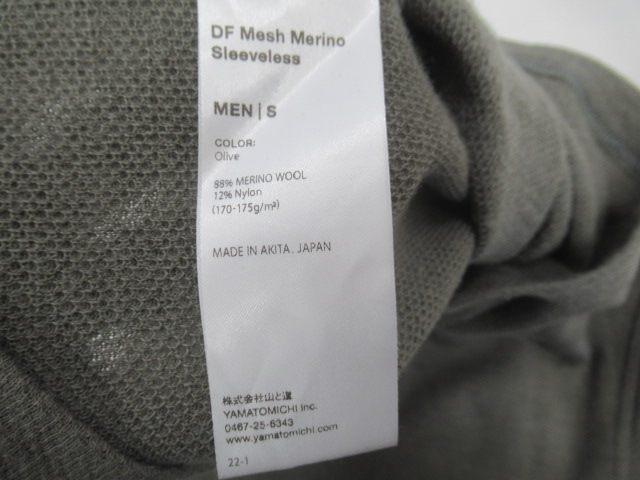 DF Mesh Merino
Sleeveless
MEN | S
COLOR:
Olive
88% MERINO WOOL
12% Nylon
(170-175g/m²)
MADE IN AKITA, JAPAN
株式会社山と道
YAMATOMICHI Inc.
0467-25-6343
www.yamatomichi.com
22-1